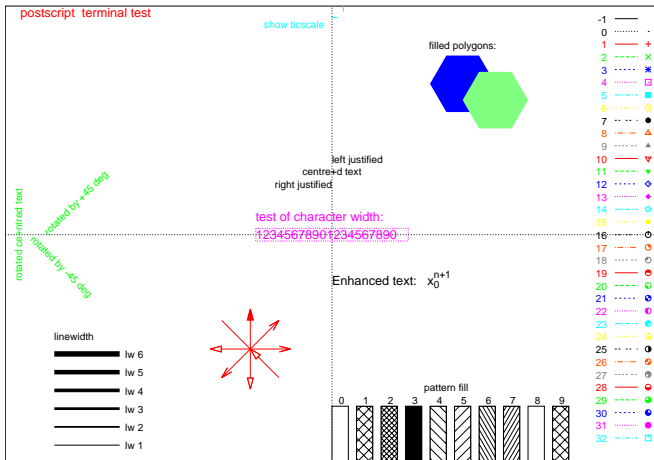 postscript  terminal test
show ticscale
filled polygons:
left justified
centre+d text
right justified
test of character width:
12345678901234567890
rotated ce+ntred text
rotated by +45 deg
rotated by -45 deg
Enhanced text:   x_0^{n+1}
linewidth
lw 6
lw 5
lw 4
lw 3
lw 2
lw 1
pattern fill
0 1 2 3 4 5 6 7 8 9
-1
0
1
2
3
4
5
6
7
8
9
10
11
12
13
14
15
16
17
18
19
20
21
22
23
24
25
26
27
28
29
30
31
32